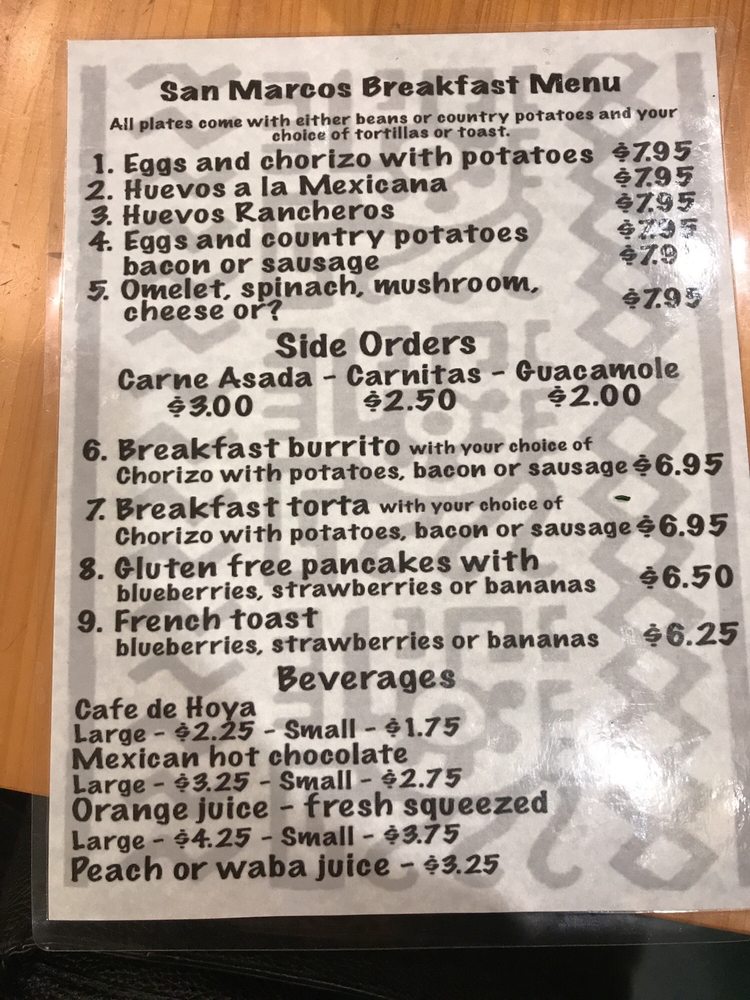 San Marcos Breakfast Menu
All plates come with either beans or country potatoes and your
choice of tortillas or toast.
1. Eggs and chorizo with potatoes $7.95
2. Huevos a la Mexicana $7.95
3. Huevos Rancheros $7.95
4. Eggs and country potatoes $7.95
bacon or sausage $7.9
5. Omelet, spinach, mushroom,
cheese or? $7.95
Side Orders
Carne Asada - Carnitas - Guacamole
$3.00 $2.50 $2.00
6. Breakfast burrito with your choice of
Chorizo with potatoes, bacon or sausage $6.95
7. Breakfast torta with your choice of
Chorizo with potatoes, bacon or sausage $6.95
8. Gluten free pancakes with
blueberries, strawberries or bananas $6.50
9. French toast
blueberries, strawberries or bananas $6.25
Beverages
Cafe de Hoya
Large - $2.25 - Small - $1.75
Mexican hot chocolate
Large - $3.25 - Small - $2.75
Orange juice - fresh squeezed
Large - $4.25 - Small - $3.75
Peach or waba juice - $3.25